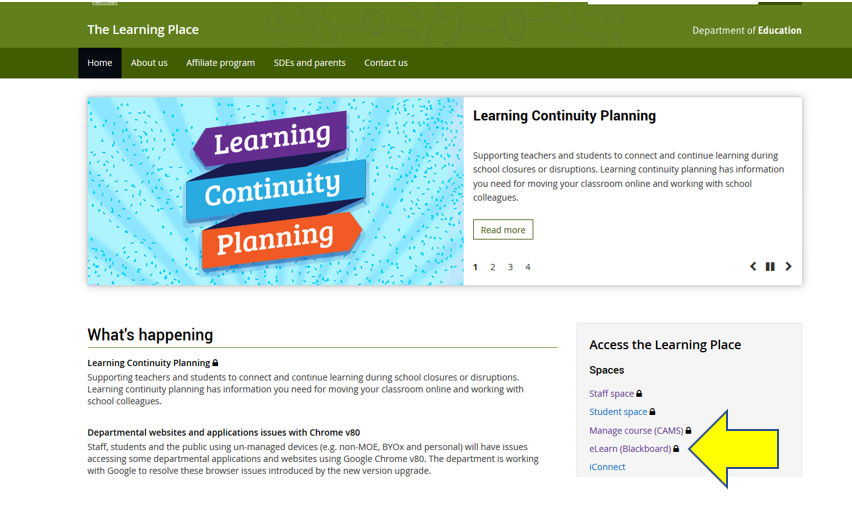 The Learning Place
Department of Education
Home About us Affiliate program SDEs and parents Contact us
Learning
Continuity
Planning
Learning Continuity Planning
Supporting teachers and students to connect and continue learning during
school closures or disruptions. Learning continuity planning has information
you need for moving your classroom online and working with school
colleagues.
Read more
1 2 3 4
What's happening
Learning Continuity Planning
Supporting teachers and students to connect and continue learning during school closures or disruptions.
Learning continuity planning has information you need for moving your classroom online and working with
school colleagues.
Departmental websites and applications issues with Chrome v80
Staff, students and the public using un-managed devices (e.g. non-MOE, BYOx and personal) will have issues
accessing some departmental applications and websites using Google Chrome v80. The department is working
with Google to resolve these browser issues introduced by the new version upgrade.
Access the Learning Place
Spaces
Staff space
Student space
Manage course (CAMS)
eLearn (Blackboard)
iConnect